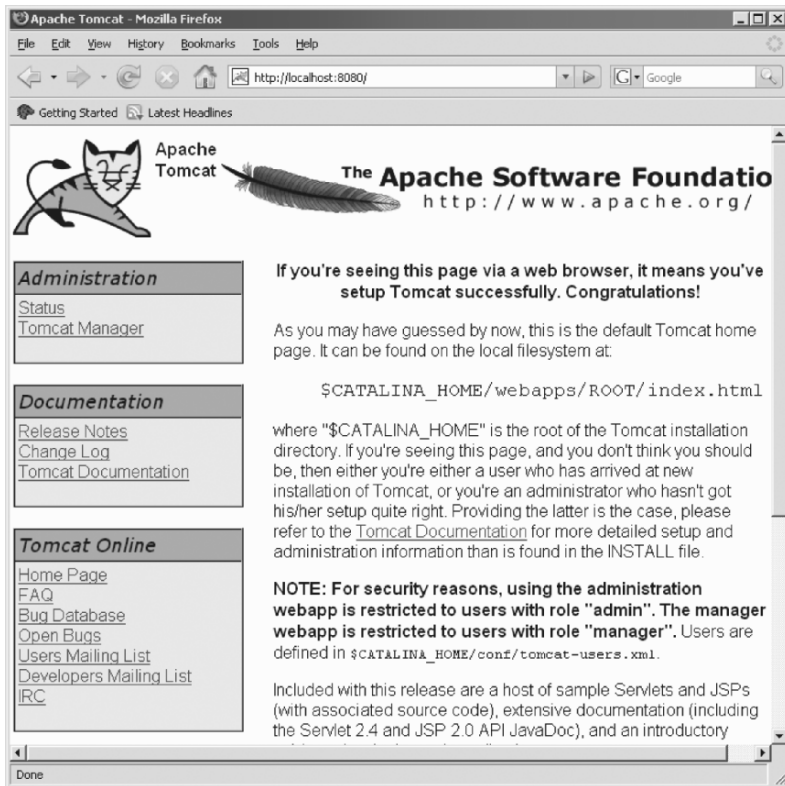 Apache Tomcat - Mozilla Firefox
File Edit View History Bookmarks Tools Help
http://localhost:8080/
G Google
Getting Started Latest Headlines
Apache
Tomcat
The Apache Software Foundatio
http://www.apache.org/
Administration
Status
Tomcat Manager
Documentation
Release Notes
Change Log
Tomcat Documentation
Tomcat Online
Home Page
FAQ
Bug Database
Open Bugs
Users Mailing List
Developers Mailing List
IRC
If you're seeing this page via a web browser, it means you've
setup Tomcat successfully. Congratulations!
As you may have guessed by now, this is the default Tomcat home
page. It can be found on the local filesystem at:
$CATALINA_HOME/webapps/ROOT/index.html
where "$CATALINA_HOME" is the root of the Tomcat installation
directory. If you're seeing this page, and you don't think you should
be, then either you're either a user who has arrived at new
installation of Tomcat, or you're an administrator who hasn't got
his/her setup quite right. Providing the latter is the case, please
refer to the Tomcat Documentation for more detailed setup and
administration information than is found in the INSTALL file.
NOTE: For security reasons, using the administration
webapp is restricted to users with role "admin". The manager
webapp is restricted to users with role "manager". Users are
defined in $CATALINA_HOME/conf/tomcat-users.xml.
Included with this release are a host of sample Servlets and JSPs
(with associated source code), extensive documentation (including
the Servlet 2.4 and JSP 2.0 API JavaDoc), and an introductory
Done